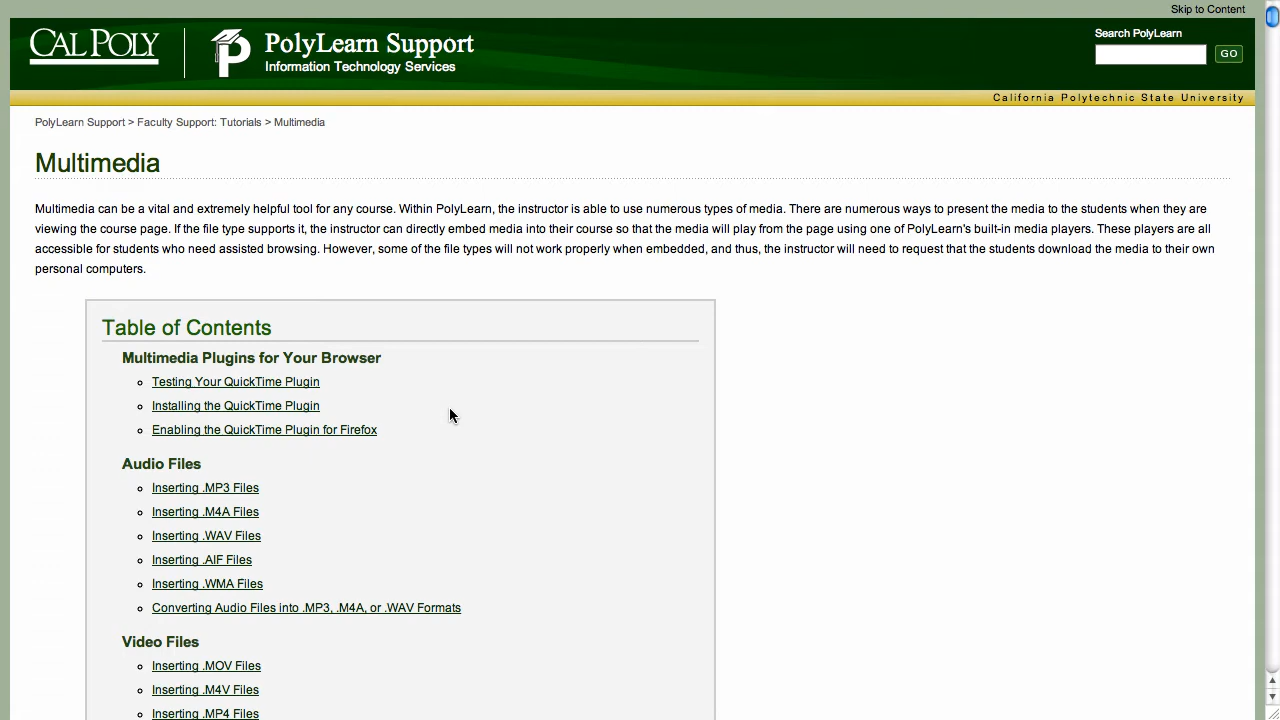 Skip to Content
CAL POLY
PolyLearn Support
Information Technology Services
Search PolyLearn
GO
California Polytechnic State University
PolyLearn Support > Faculty Support: Tutorials > Multimedia
Multimedia
Multimedia can be a vital and extremely helpful tool for any course. Within PolyLearn, the instructor is able to use numerous types of media. There are numerous ways to present the media to the students when they are
viewing the course page. If the file type supports it, the instructor can directly embed media into their course so that the media will play from the page using one of PolyLearn's built-in media players. These players are all
accessible for students who need assisted browsing. However, some of the file types will not work properly when embedded, and thus, the instructor will need to request that the students download the media to their own
personal computers.
Table of Contents
Multimedia Plugins for Your Browser
Testing Your QuickTime Plugin
Installing the QuickTime Plugin
Enabling the QuickTime Plugin for Firefox
Audio Files
Inserting .MP3 Files
Inserting .M4A Files
Inserting .WAV Files
Inserting .AIF Files
Inserting .WMA Files
Converting Audio Files into .MP3, .M4A, or .WAV Formats
Video Files
Inserting .MOV Files
Inserting .M4V Files
Inserting .MP4 Files